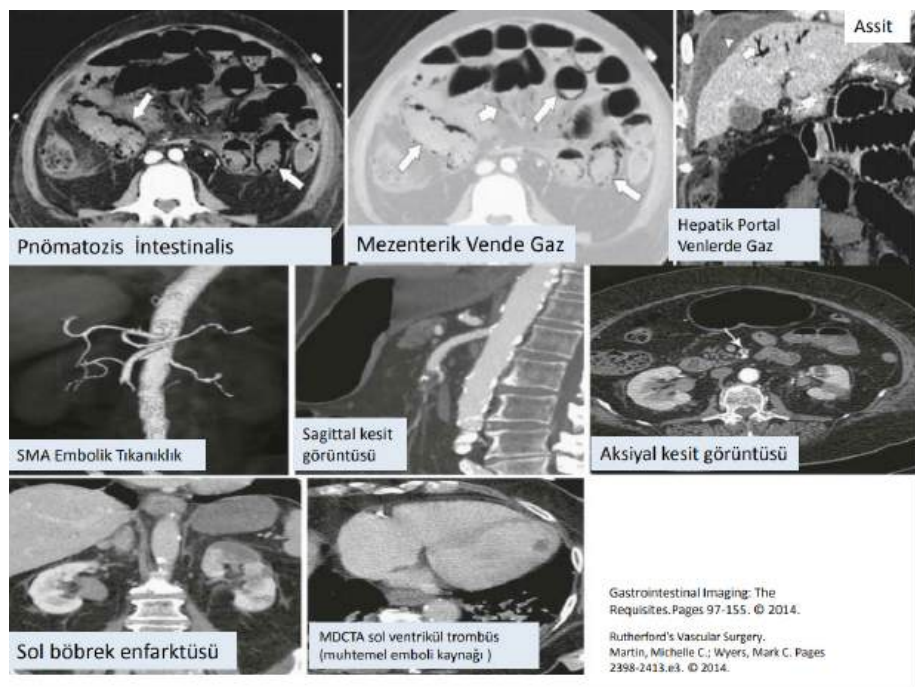 Assit
Pnömatozis İntestinalis
Mezenterik Vende Gaz
Hepatik Portal
Venlerde Gaz
SMA Embolik Tıkanıklık
Sagittal kesit
görüntüsü
Aksiyal kesit görüntüsü
Sol böbrek enfarktüsü
MDCTA sol ventrikül trombüs
(muhtemel emboli kaynağı )
Gastrointestinal Imaging: The
Requisites.Pages 97-155. © 2014.
Rutherford's Vascular Surgery.
Martin, Michelle C.; Wyers, Mark C. Pages
2398-2413.e3. © 2014.